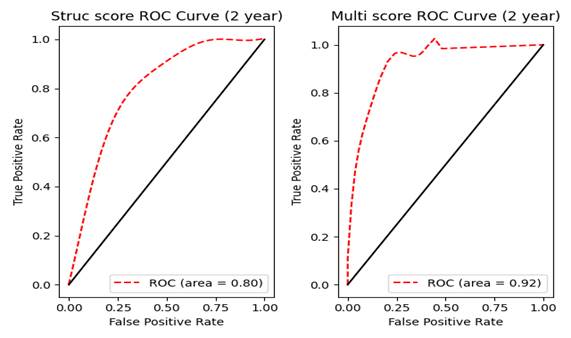 Struc score ROC Curve (2 year)
1.0
0.8
0.6
0.4
0.2
0.0
True Positive Rate
ROC (area = 0.80)
0.00 0.25 0.50 0.75 1.00
False Positive Rate
Multi score ROC Curve (2 year)
1.0
0.8
0.6
0.4
0.2
0.0
True Positive Rate
ROC (area = 0.92)
0.00 0.25 0.50 0.75 1.00
False Positive Rate